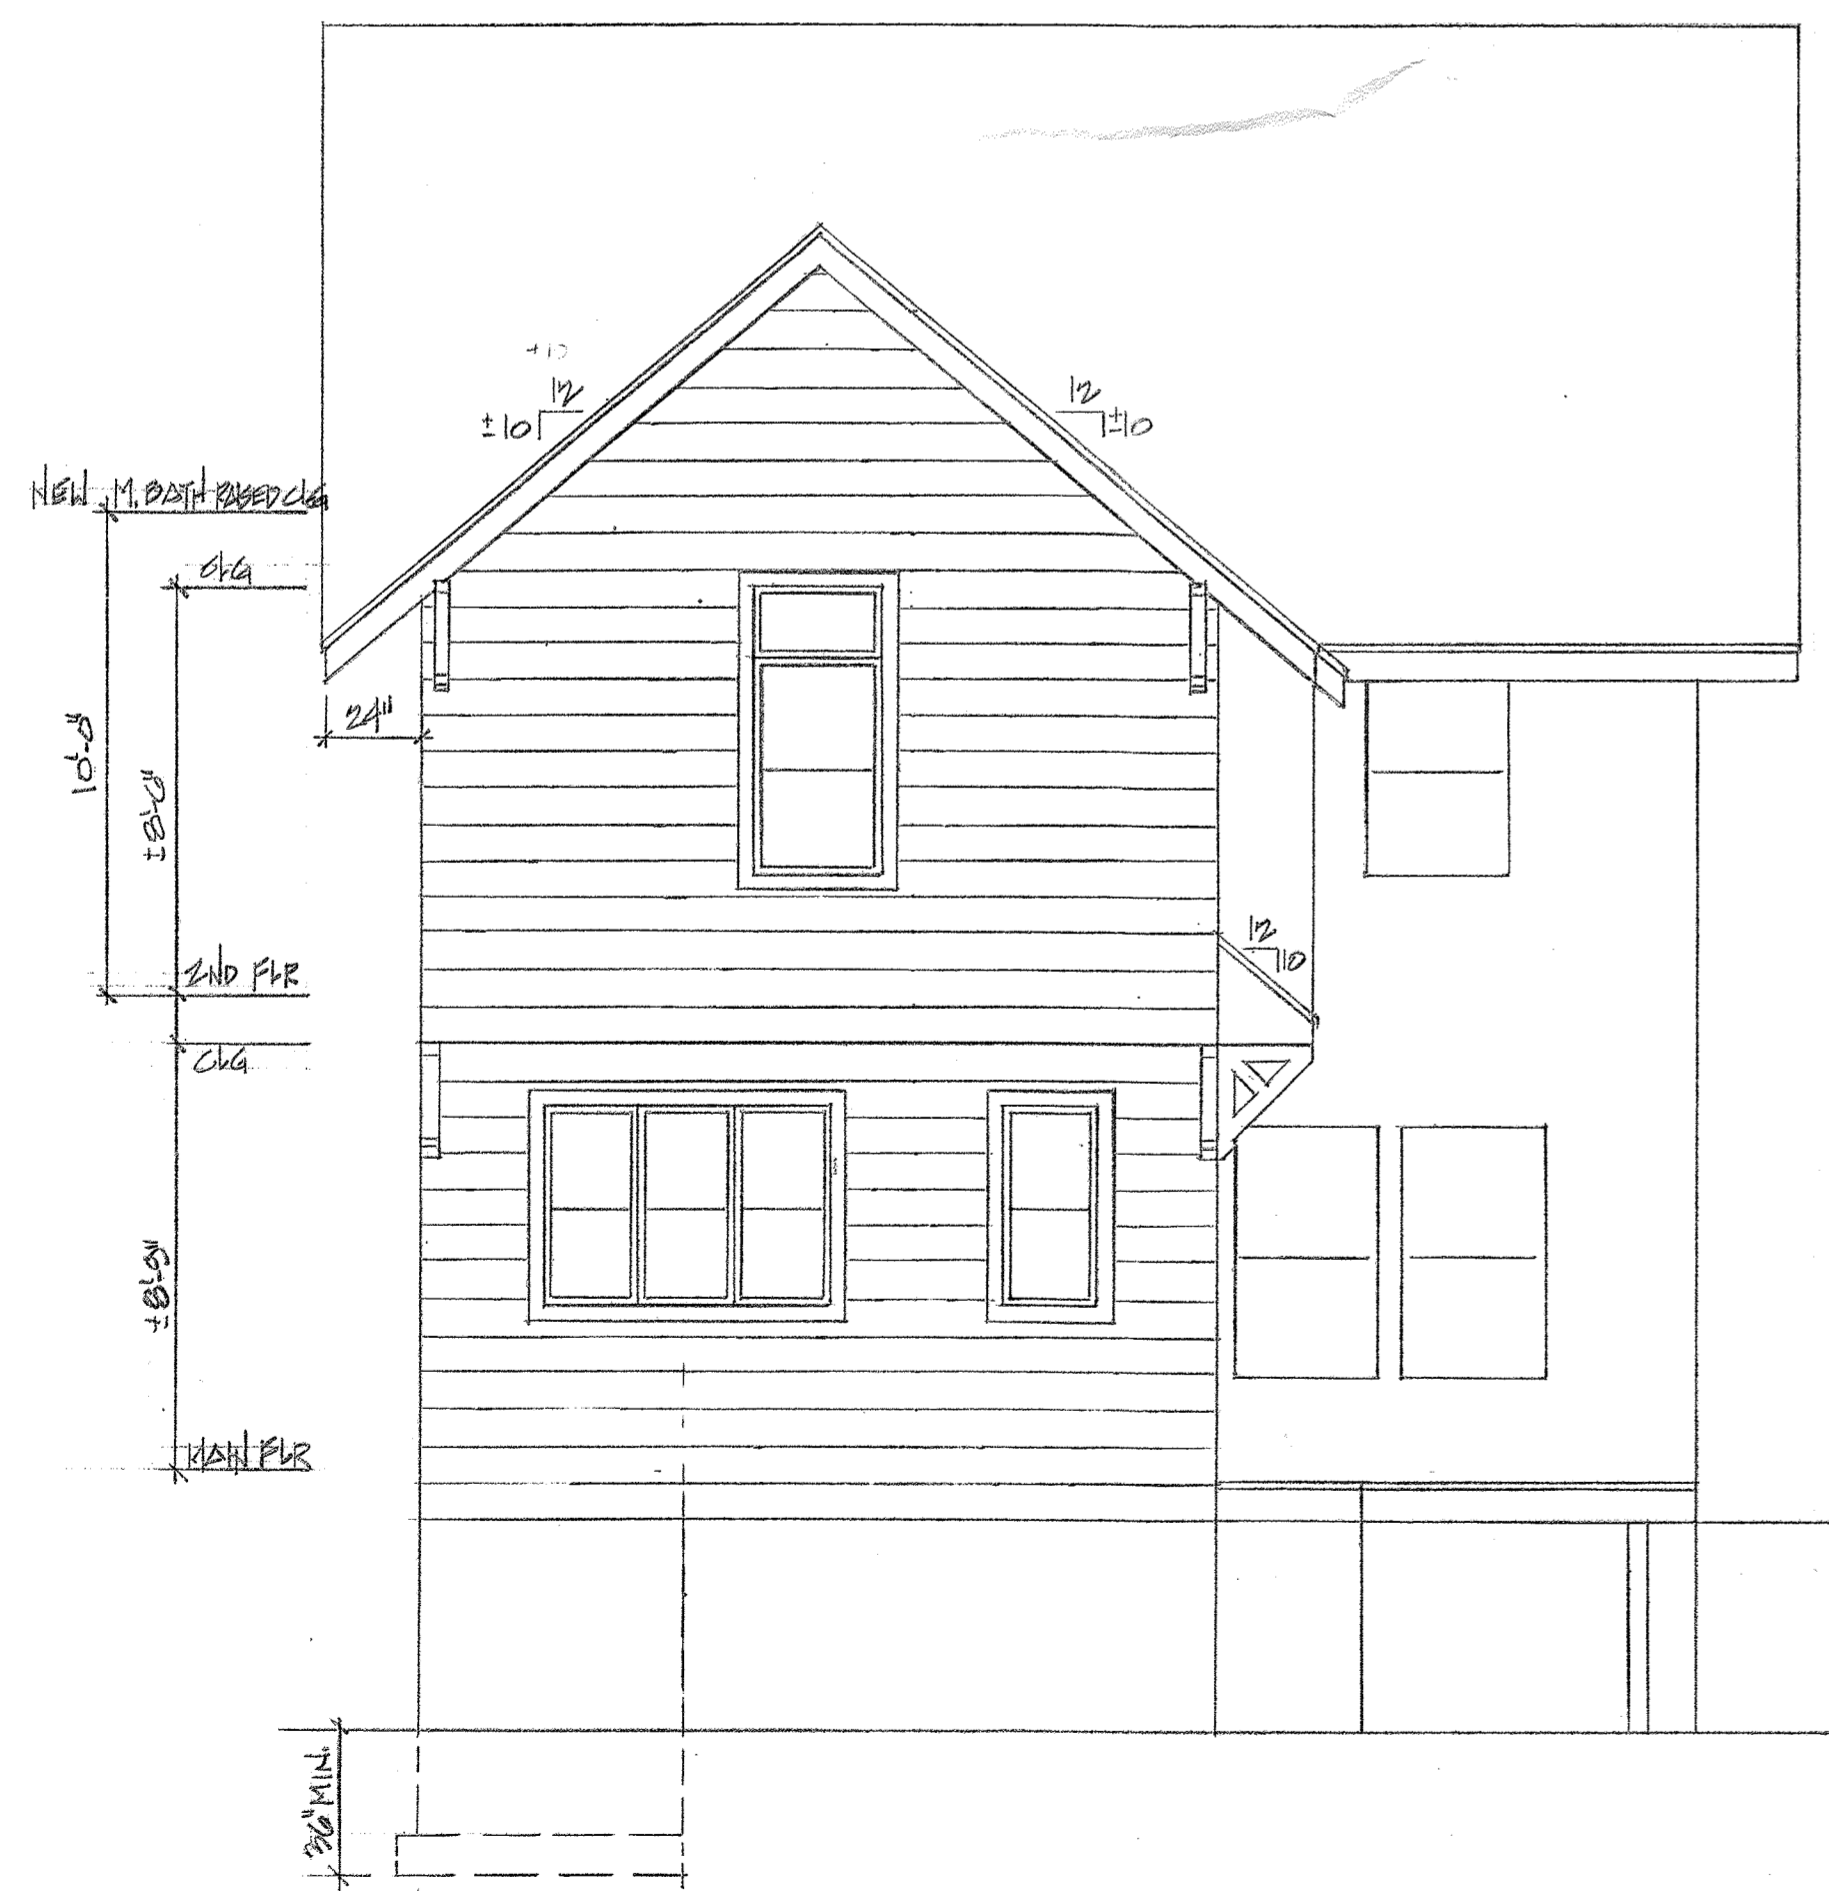 +10
12
±10
12
±10
NEW M. BATH RAISED CLG
CLG
24"
10'-0"
±8'-0"
12
10
2ND FLR
CLG
±8'-9"
MAIN FLR
36" MIN.